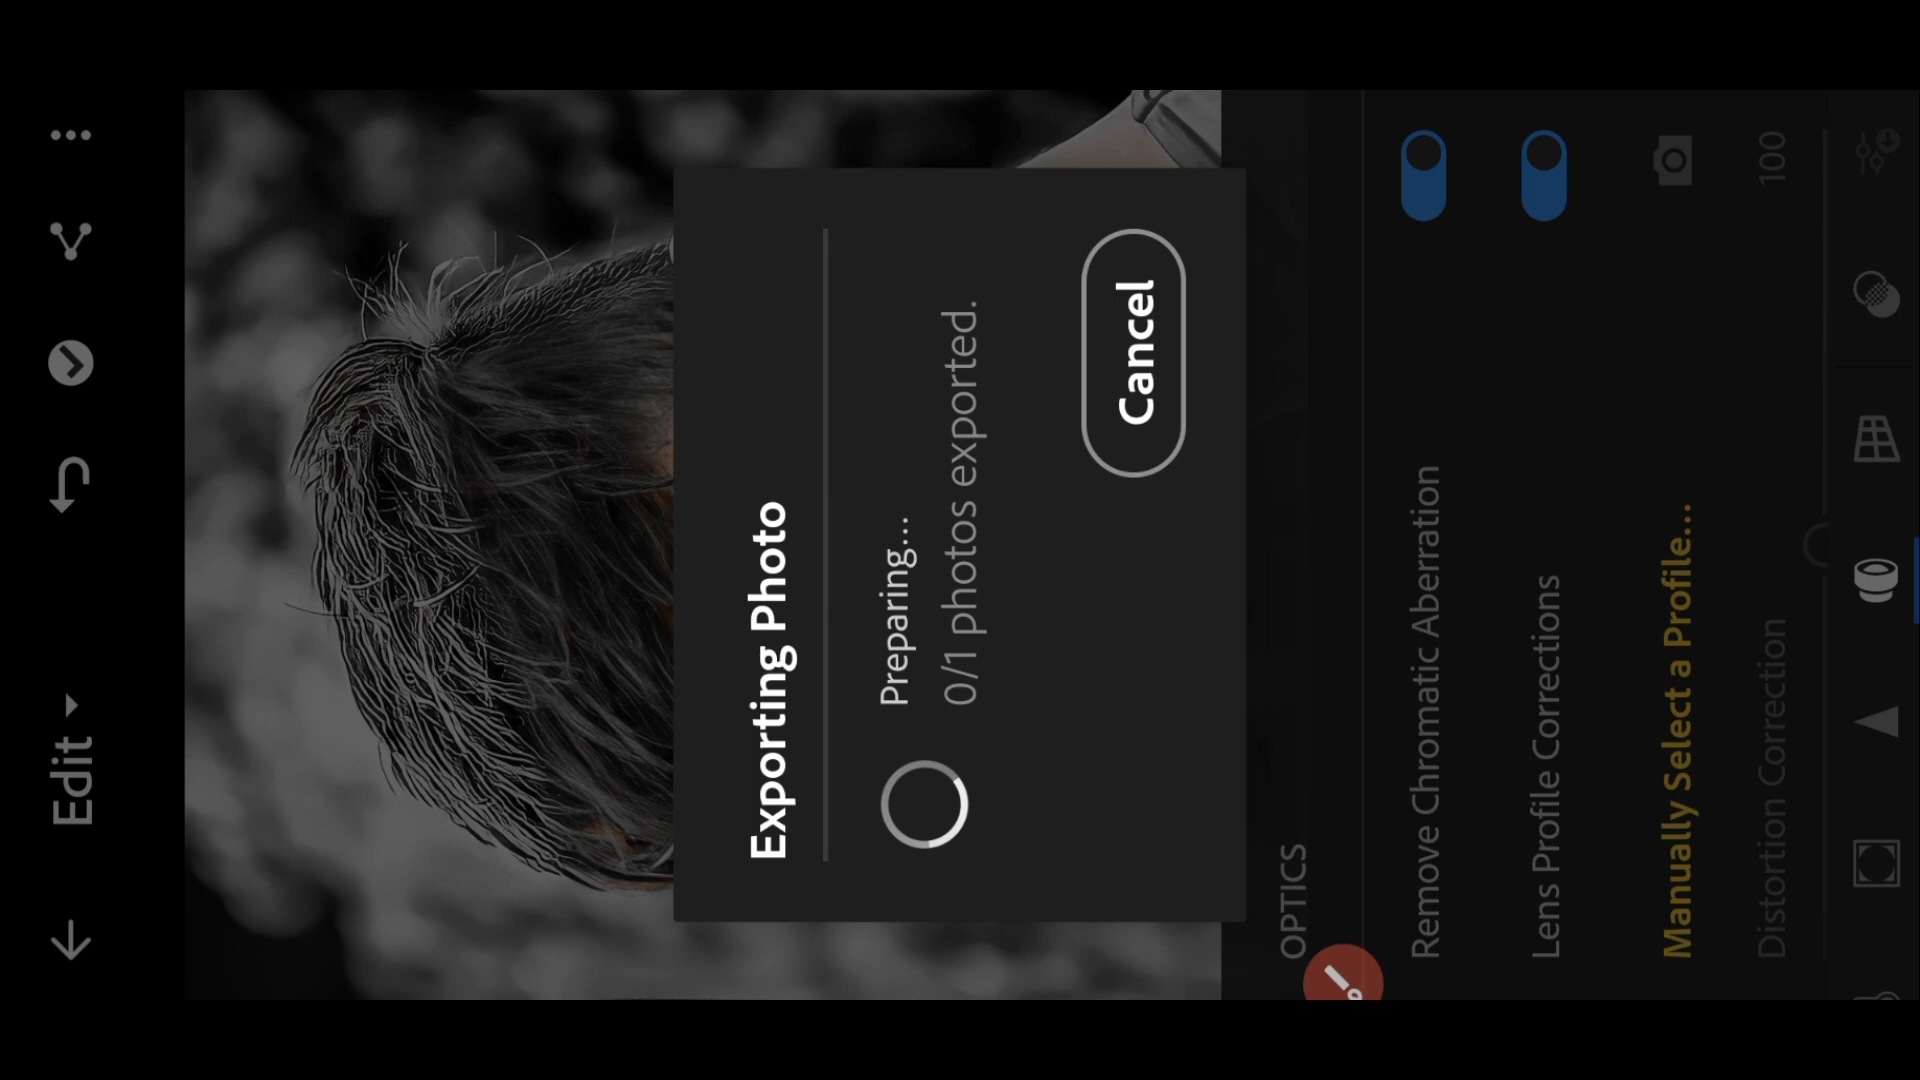 Edit
Exporting Photo
Preparing...
0/1 photos exported.
Cancel
OPTICS
Remove Chromatic Aberration
Lens Profile Corrections
Manually Select a Profile...
Distortion Correction 100